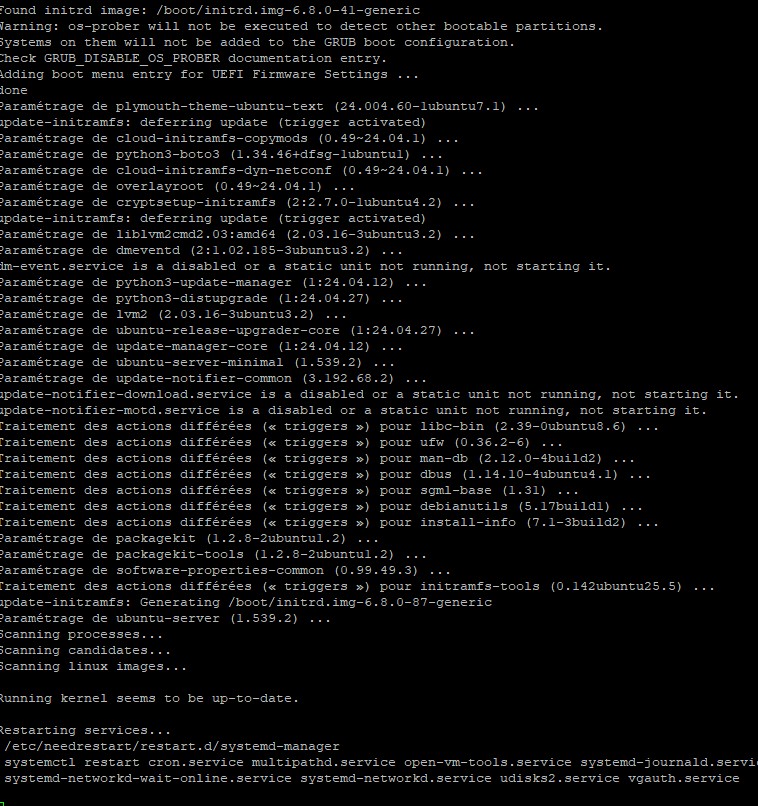 Found initrd image: /boot/initrd.img-6.8.0-41-generic
Warning: os-prober will not be executed to detect other bootable partitions.
Systems on them will not be added to the GRUB boot configuration.
Check GRUB_DISABLE_OS_PROBER documentation entry.
Adding boot menu entry for UEFI Firmware Settings ...
done
Paramétrage de plymouth-theme-ubuntu-text (24.004.60-1ubuntu7.1) ...
update-initramfs: deferring update (trigger activated)
Paramétrage de cloud-initramfs-copymods (0.49~24.04.1) ...
Paramétrage de python3-boto3 (1.34.46+dfsg-1ubuntu1) ...
Paramétrage de cloud-initramfs-dyn-netconf (0.49~24.04.1) ...
Paramétrage de overlayroot (0.49~24.04.1) ...
Paramétrage de cryptsetup-initramfs (2:2.7.0-1ubuntu4.2) ...
update-initramfs: deferring update (trigger activated)
Paramétrage de liblvm2cmd2.03:amd64 (2.03.16-3ubuntu3.2) ...
Paramétrage de dmeventd (2:1.02.185-3ubuntu3.2) ...
dm-event.service is a disabled or a static unit not running, not starting it.
Paramétrage de python3-update-manager (1:24.04.12) ...
Paramétrage de python3-distupgrade (1:24.04.27) ...
Paramétrage de lvm2 (2.03.16-3ubuntu3.2) ...
Paramétrage de ubuntu-release-upgrader-core (1:24.04.27) ...
Paramétrage de update-manager-core (1:24.04.12) ...
Paramétrage de ubuntu-server-minimal (1.539.2) ...
Paramétrage de update-notifier-common (3.192.68.2) ...
update-notifier-download.service is a disabled or a static unit not running, not starting it.
update-notifier-motd.service is a disabled or a static unit not running, not starting it.
Traitement des actions différées (« triggers ») pour libc-bin (2.39-0ubuntu8.6) ...
Traitement des actions différées (« triggers ») pour ufw (0.36.2-6) ...
Traitement des actions différées (« triggers ») pour man-db (2.12.0-4build2) ...
Traitement des actions différées (« triggers ») pour dbus (1.14.10-4ubuntu4.1) ...
Traitement des actions différées (« triggers ») pour sgml-base (1.31) ...
Traitement des actions différées (« triggers ») pour debianutils (5.17build1) ...
Traitement des actions différées (« triggers ») pour install-info (7.1-3build2) ...
Paramétrage de packagekit (1.2.8-2ubuntu1.2) ...
Paramétrage de packagekit-tools (1.2.8-2ubuntu1.2) ...
Paramétrage de software-properties-common (0.99.49.3) ...
Traitement des actions différées (« triggers ») pour initramfs-tools (0.142ubuntu25.5) ...
update-initramfs: Generating /boot/initrd.img-6.8.0-87-generic
Paramétrage de ubuntu-server (1.539.2) ...
Scanning processes...
Scanning candidates...
Scanning linux images...
Running kernel seems to be up-to-date.
Restarting services...
/etc/needrestart/restart.d/systemd-manager
systemctl restart cron.service multipathd.service open-vm-tools.service systemd-journald.servi
systemd-networkd-wait-online.service systemd-networkd.service udisks2.service vgauth.service